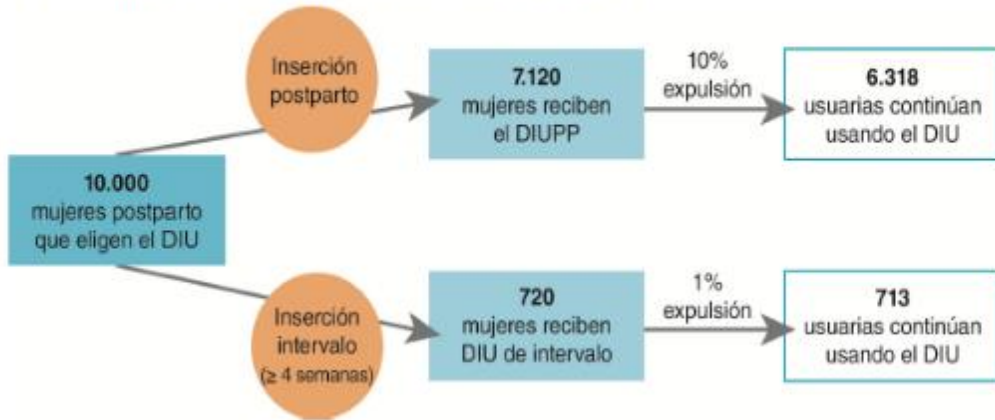 10.000
mujeres postparto
que eligen el DIU
Inserción
postparto
7.120
mujeres reciben
el DIUPP
10%
expulsión
6.318
usuarias continúan
usando el DIU
Inserción
intervalo
(≥ 4 semanas)
720
mujeres reciben
DIU de intervalo
1%
expulsión
713
usuarias continúan
usando el DIU